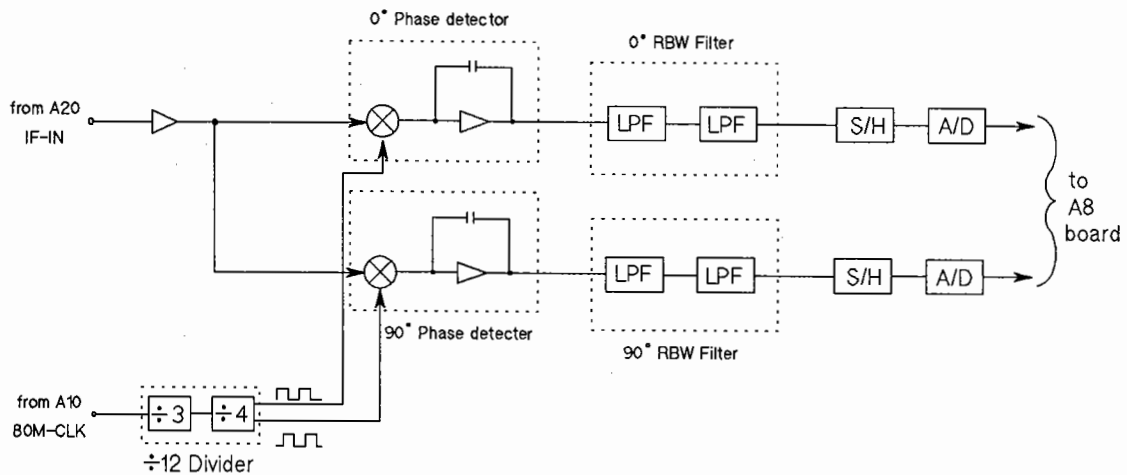 0° Phase detector
0° RBW Filter
from A20
IF-IN
LPF
LPF
S/H
A/D
to
A8
board
LPF
LPF
S/H
A/D
90° Phase detecter
90° RBW Filter
from A10
80M-CLK
÷3
÷4
÷12 Divider